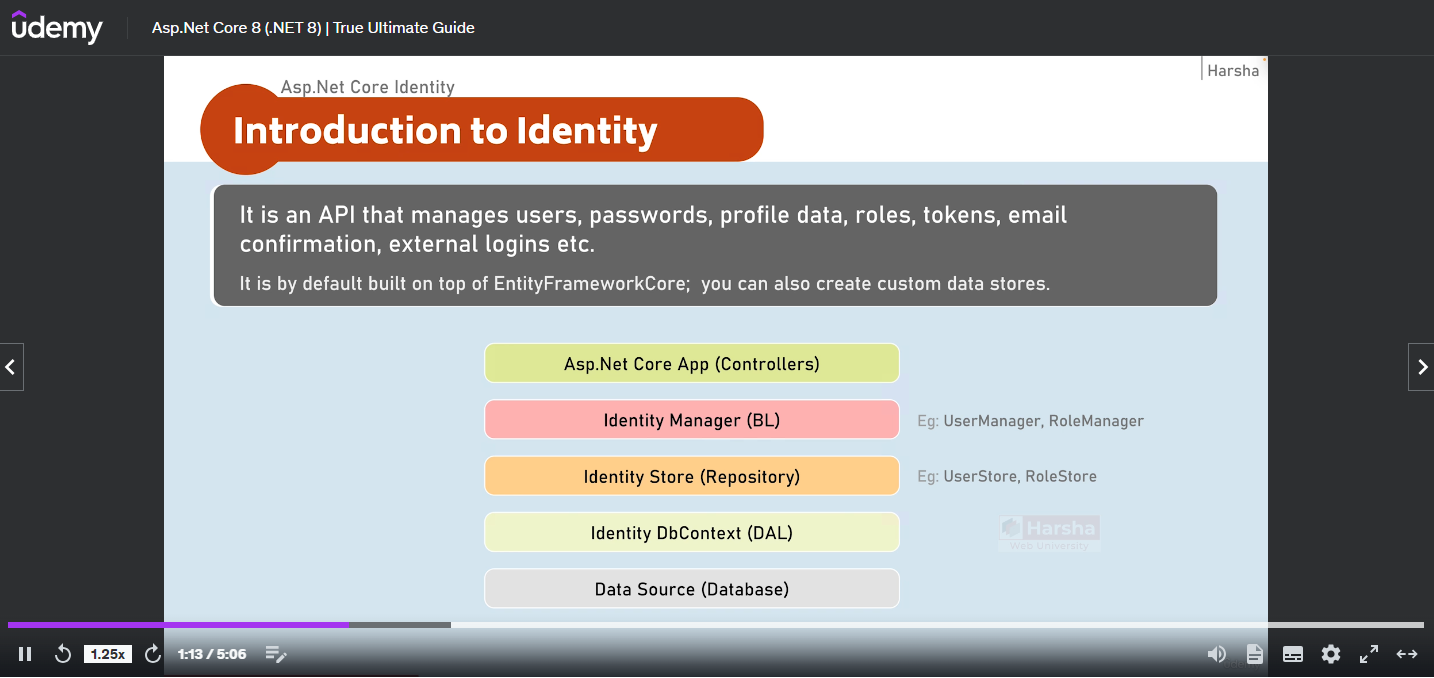 udemy
Asp.Net Core 8 (.NET 8) | True Ultimate Guide
Harsha
Asp.Net Core Identity
Introduction to Identity
It is an API that manages users, passwords, profile data, roles, tokens, email
confirmation, external logins etc.
It is by default built on top of EntityFrameworkCore; you can also create custom data stores.
Asp.Net Core App (Controllers)
Identity Manager (BL)
Eg: UserManager, RoleManager
Identity Store (Repository)
Eg: UserStore, RoleStore
Identity DbContext (DAL)
Harsha
Web University
Data Source (Database)
1.25x
1:13 / 5:06